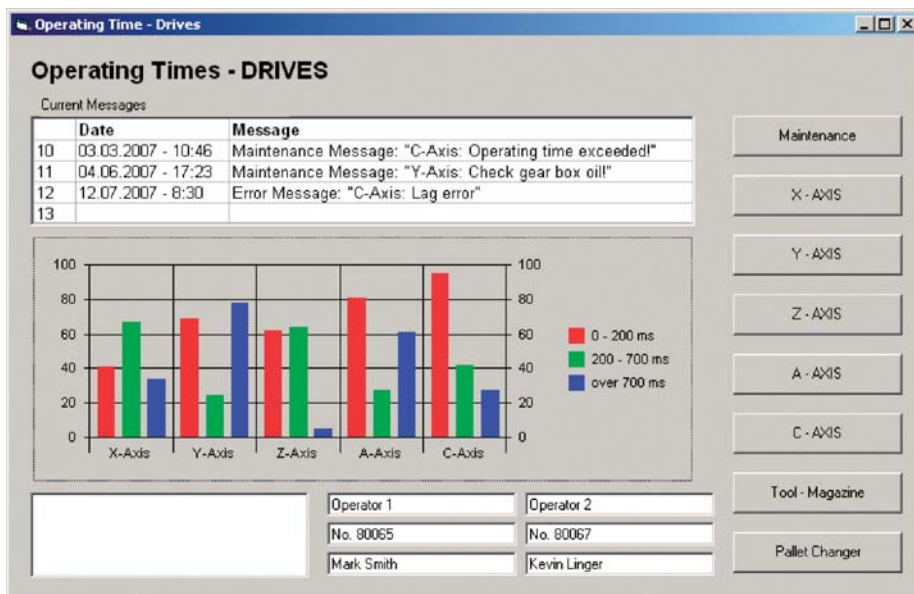 Operating Time - Drives
Operating Times - DRIVES
Current Messages
Date Message
10 03.03.2007 - 10:46 Maintenance Message: "C-Axis: Operating time exceeded!"
11 04.06.2007 - 17:23 Maintenance Message: "Y-Axis: Check gear box oil!"
12 12.07.2007 - 8:30 Error Message: "C-Axis: Lag error"
13
Maintenance
X - AXIS
Y - AXIS
Z - AXIS
A - AXIS
C - AXIS
Tool - Magazine
Pallet Changer
100 100
80 80
60 60
40 40
20 20
0 0
X-Axis Y-Axis Z-Axis A-Axis C-Axis
0 - 200 ms
200 - 700 ms
over 700 ms
Operator 1 Operator 2
No. 80065 No. 80067
Mark Smith Kevin Linger